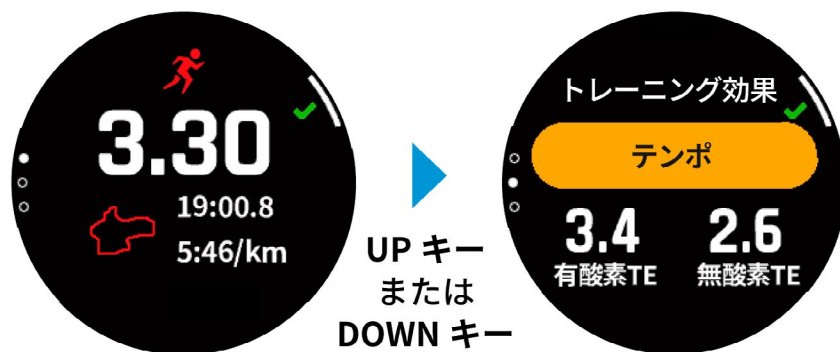 3.30
19:00.8
5:46/km
UP キー
または
DOWN キー
トレーニング効果
テンポ
3.4 2.6
有酸素TE 無酸素TE